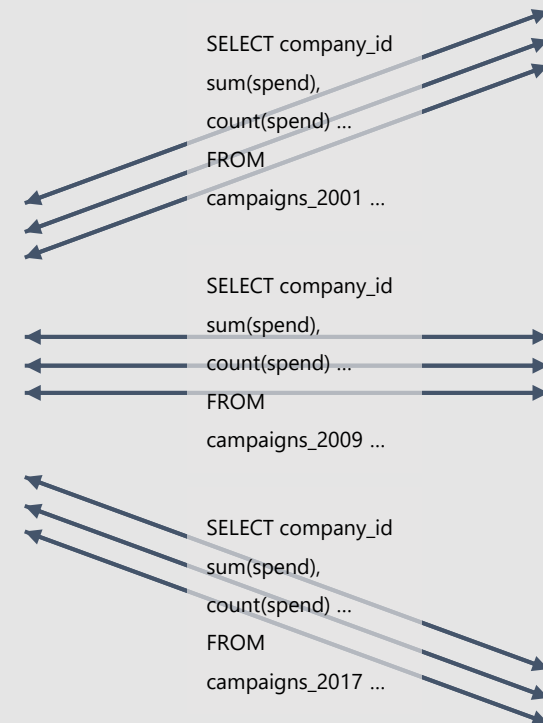 SELECT company_id
sum(spend),
count(spend) ...
FROM
campaigns_2001 ...
SELECT company_id
sum(spend),
count(spend) ...
FROM
campaigns_2009 ...
SELECT company_id
sum(spend),
count(spend) ...
FROM
campaigns_2017 ...